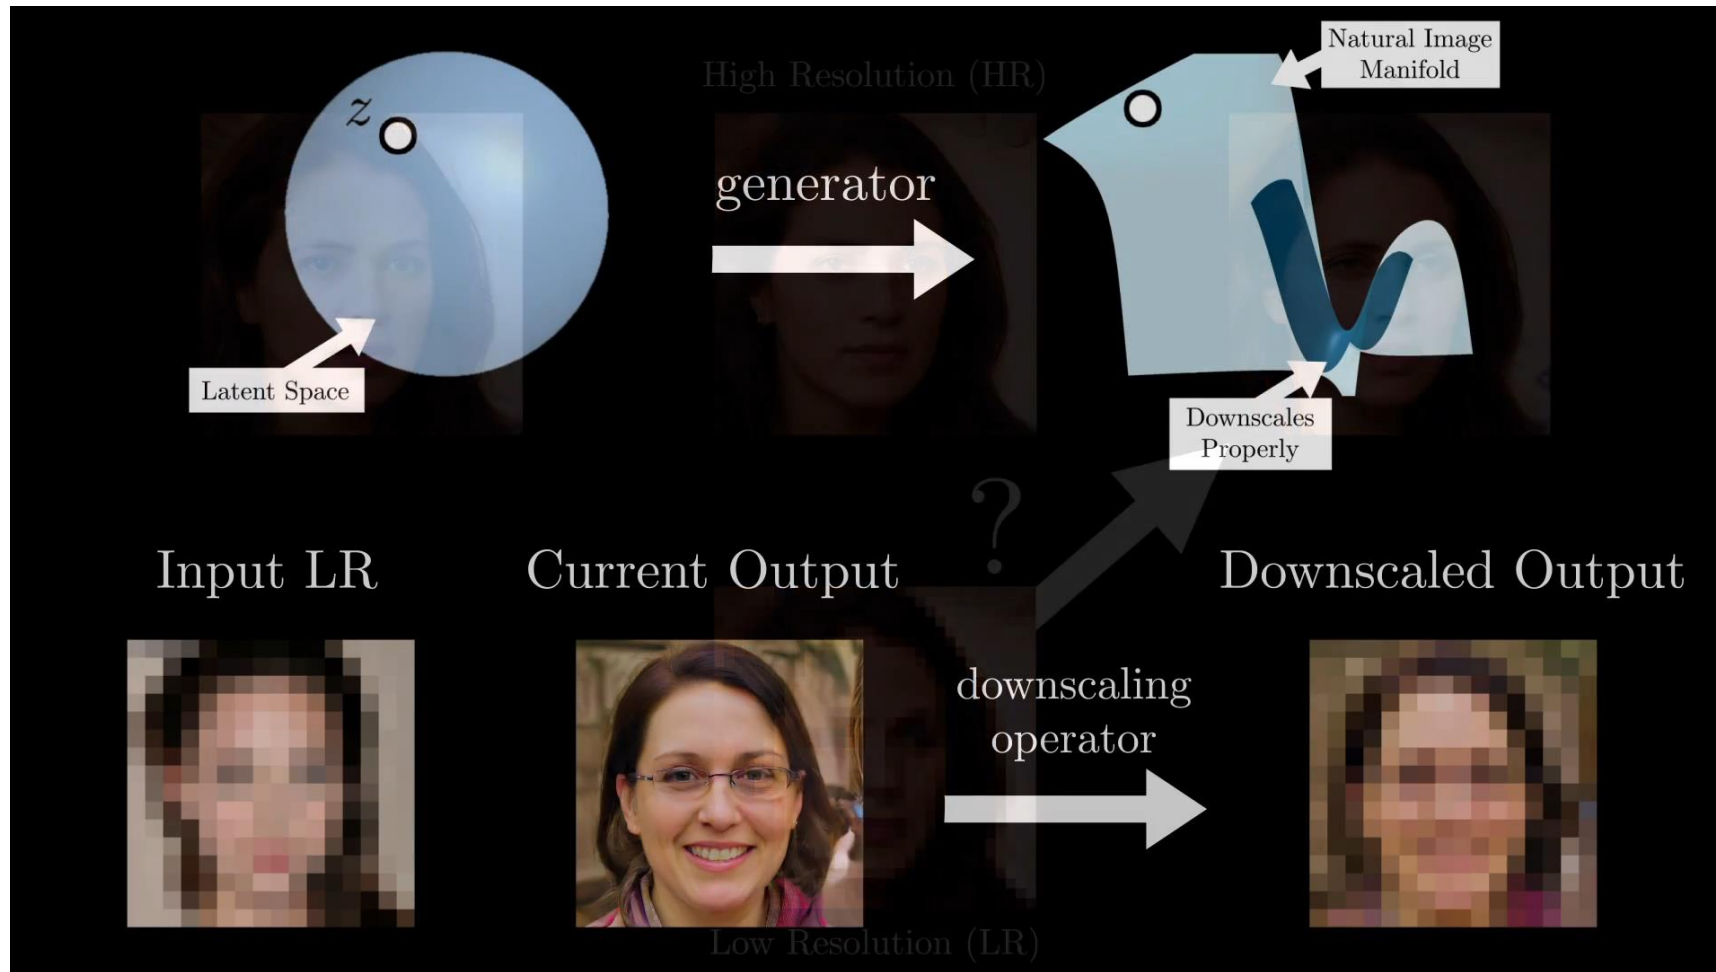 Natural Image
Manifold
High Resolution (HR)
z
generator
Latent Space
Downscales
Properly
?
Input LR
Current Output
Downscaled Output
downscaling
operator
Low Resolution (LR)